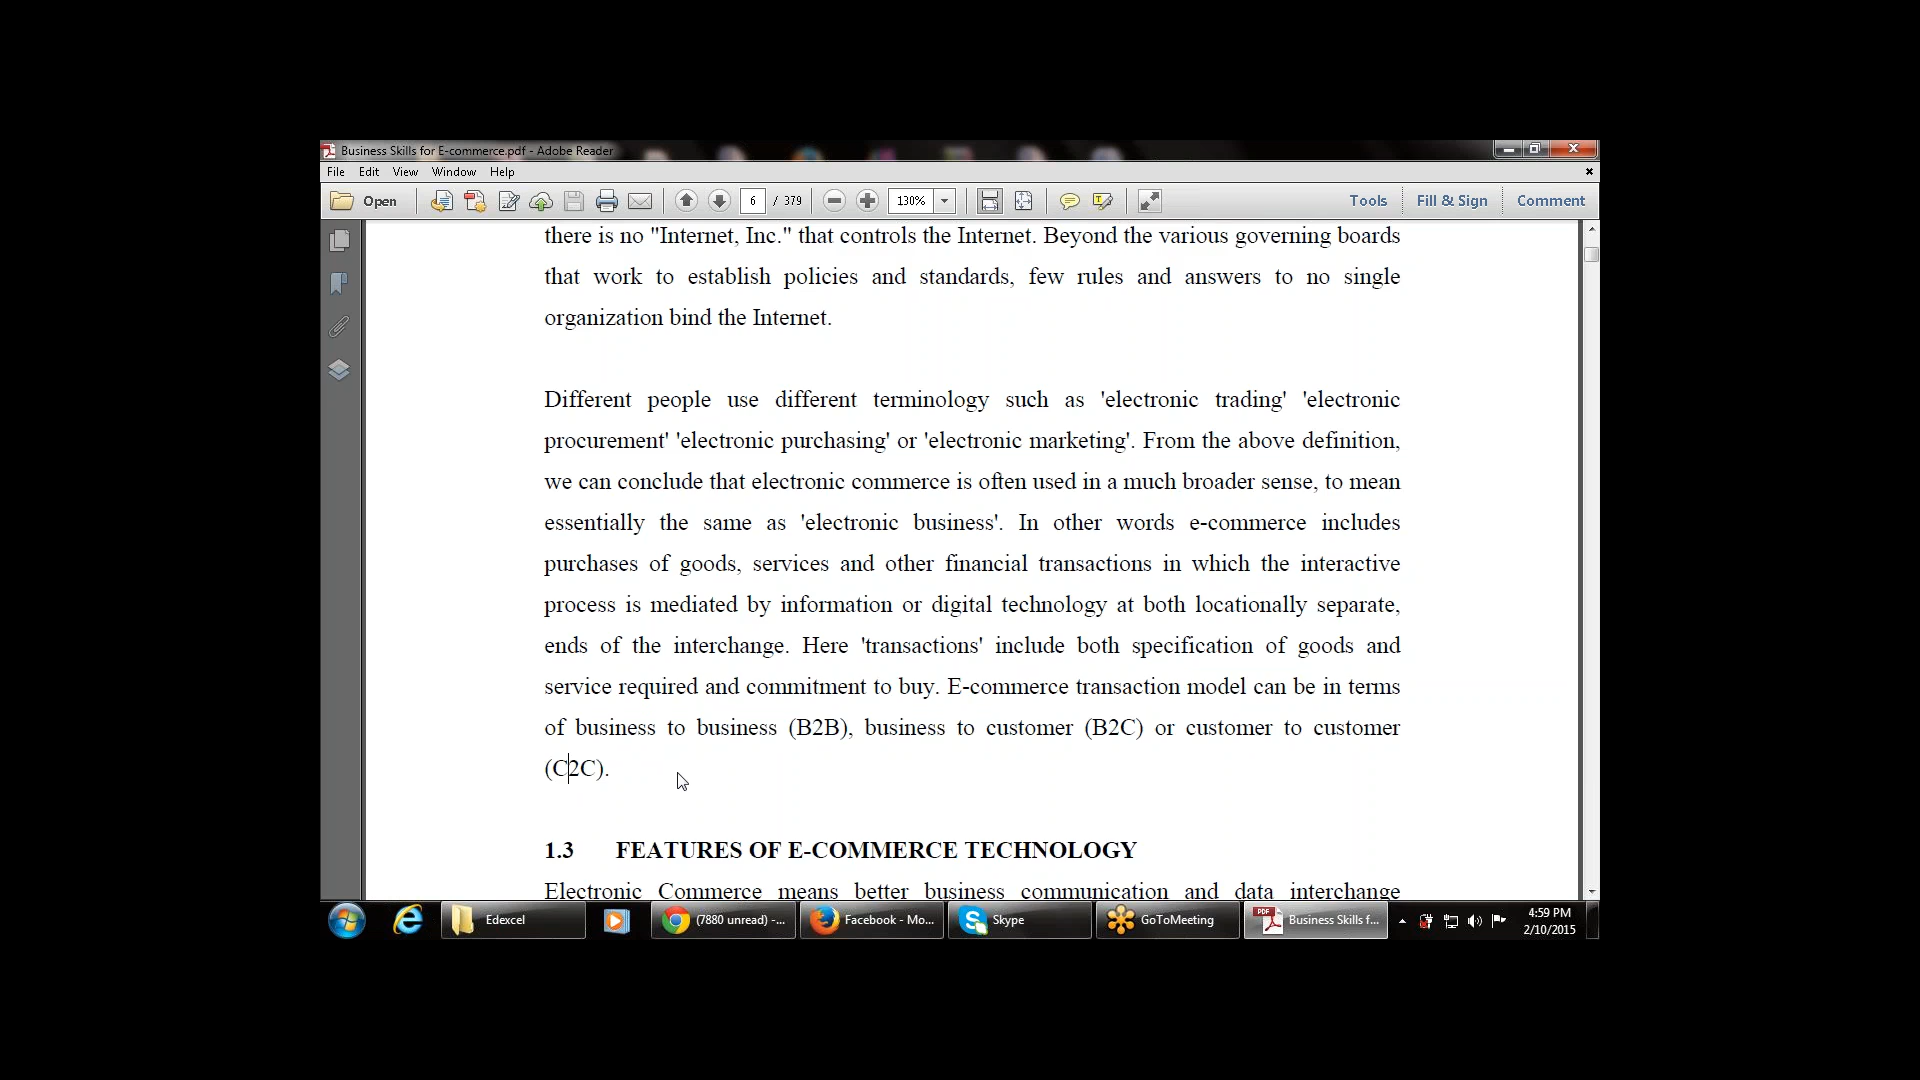 Business Skills for E-commerce.pdf - Adobe Reader
File Edit View Window Help
Open 6 / 379 130% Tools Fill & Sign Comment
there is no "Internet, Inc." that controls the Internet. Beyond the various governing boards
that work to establish policies and standards, few rules and answers to no single
organization bind the Internet.
Different people use different terminology such as 'electronic trading' 'electronic
procurement' 'electronic purchasing' or 'electronic marketing'. From the above definition,
we can conclude that electronic commerce is often used in a much broader sense, to mean
essentially the same as 'electronic business'. In other words e-commerce includes
purchases of goods, services and other financial transactions in which the interactive
process is mediated by information or digital technology at both locationally separate,
ends of the interchange. Here 'transactions' include both specification of goods and
service required and commitment to buy. E-commerce transaction model can be in terms
of business to business (B2B), business to customer (B2C) or customer to customer
(C2C).
1.3 FEATURES OF E-COMMERCE TECHNOLOGY
Electronic Commerce means better business communication and data interchange
Edexcel (7880 unread) -... Facebook - Mo... Skype GoToMeeting PDF Business Skills f... 4:59 PM
2/10/2015